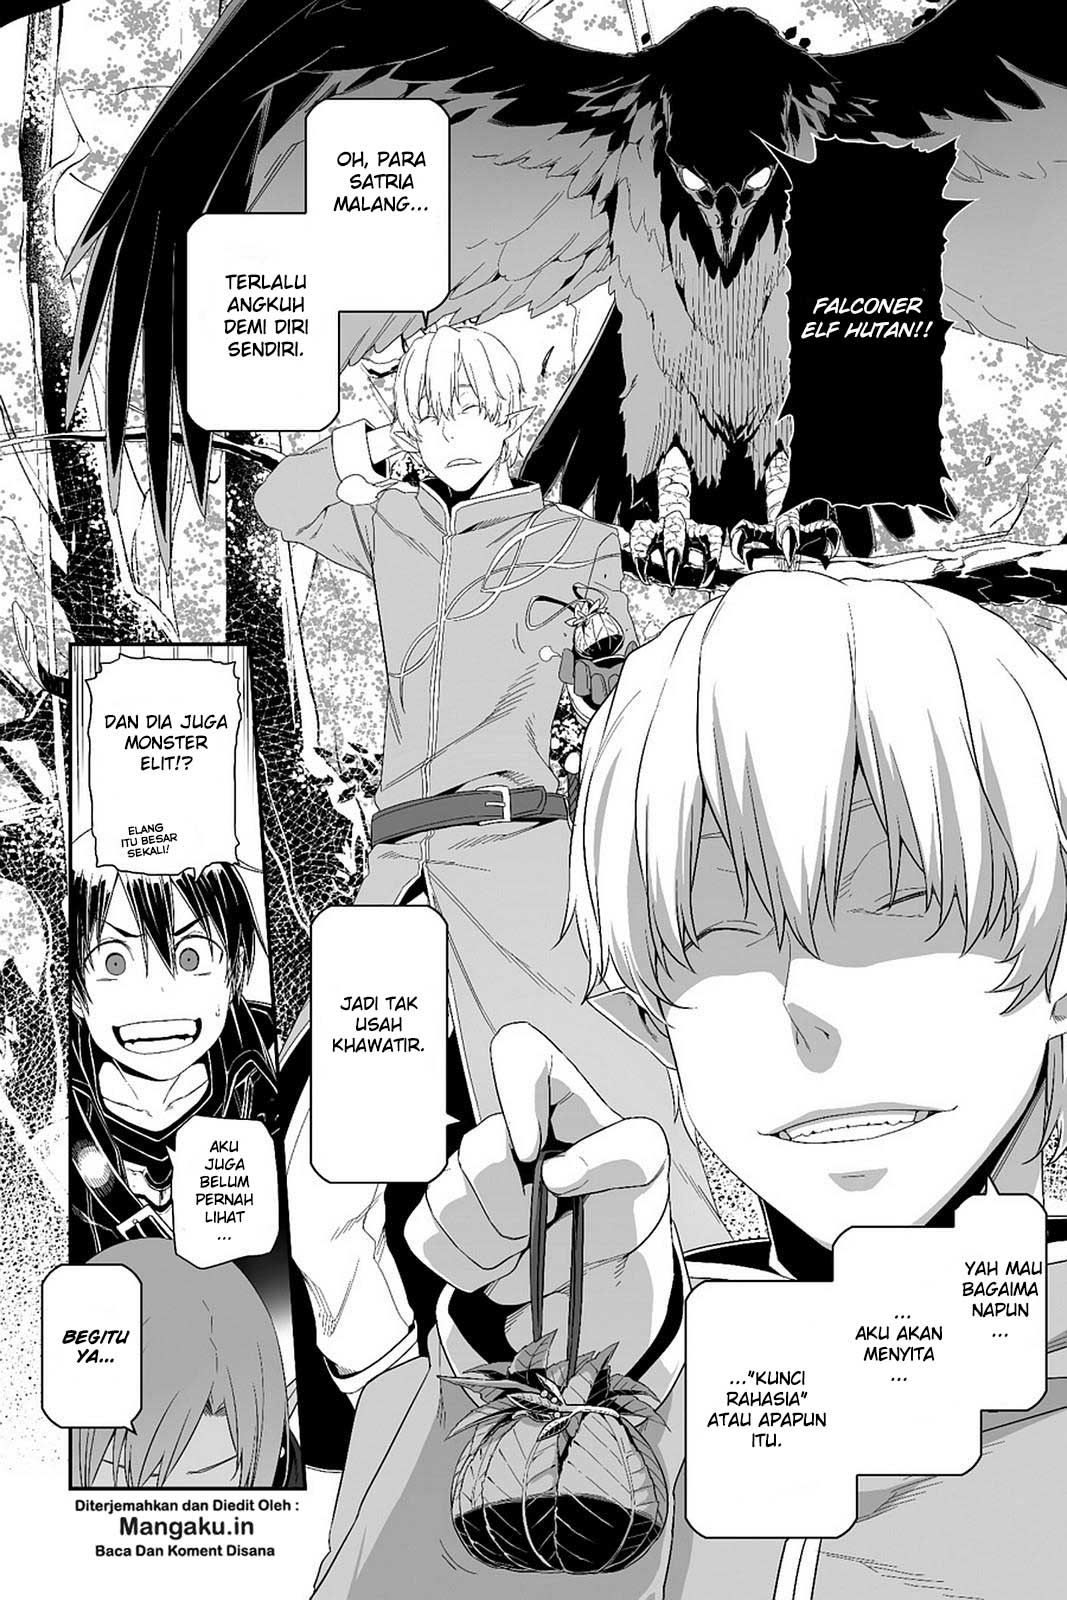 FALCONER
ELF HUTAN!!
OH, PARA
SATRIA
MALANG...
TERLALU
ANGKUH
DEMI DIRI
SENDIRI.
YAH MAU
BAGAIMA
NAPUN
...
...
AKU AKAN
MENYITA
...
..."KUNCI
RAHASIA"
ATAU APAPUN
ITU.
JADI TAK
USAH
KHAWATIR.
DAN DIA JUGA
MONSTER
ELIT!?
ELANG
ITU BESAR
SEKALI!
AKU
JUGA
BELUM
PERNAH
LIHAT
...
BEGITU
YA...
Diterjemahkan dan Diedit Oleh :
Mangaku.in
Baca Dan Koment Disana